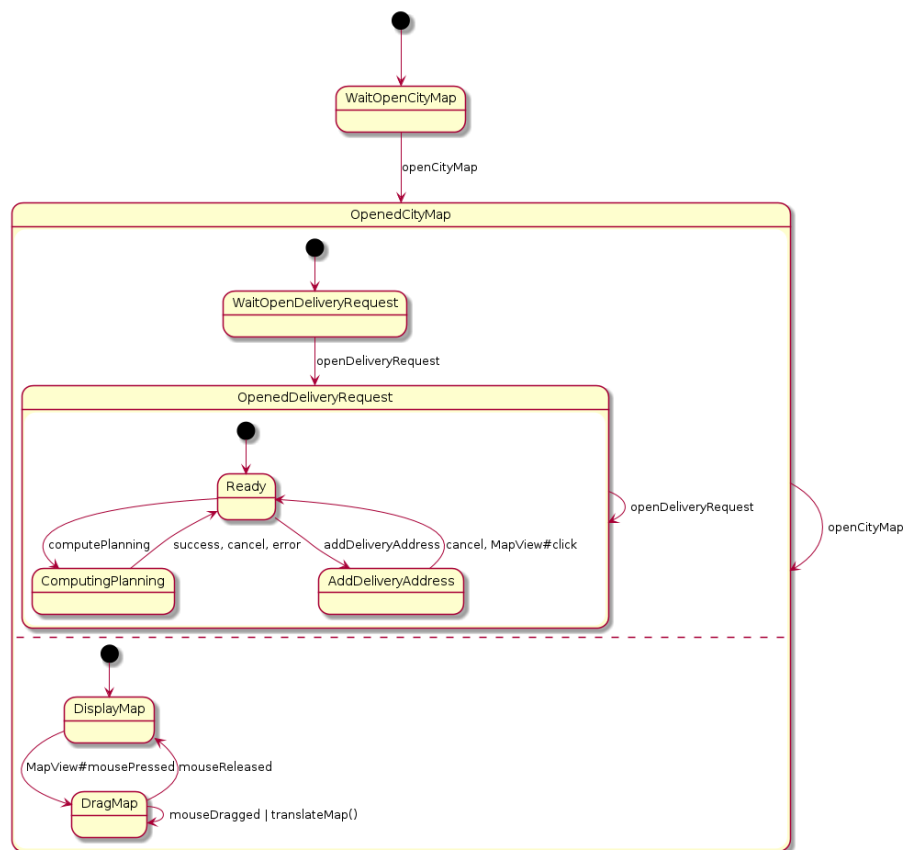 WaitOpenCityMap
openCityMap
OpenedCityMap
WaitOpenDeliveryRequest
openDeliveryRequest
OpenedDeliveryRequest
Ready
openDeliveryRequest
openCityMap
computePlanning
success, cancel, error
addDeliveryAddress
cancel, MapView#click
ComputingPlanning
AddDeliveryAddress
DisplayMap
MapView#mousePressed
mouseReleased
DragMap
mouseDragged | translateMap()